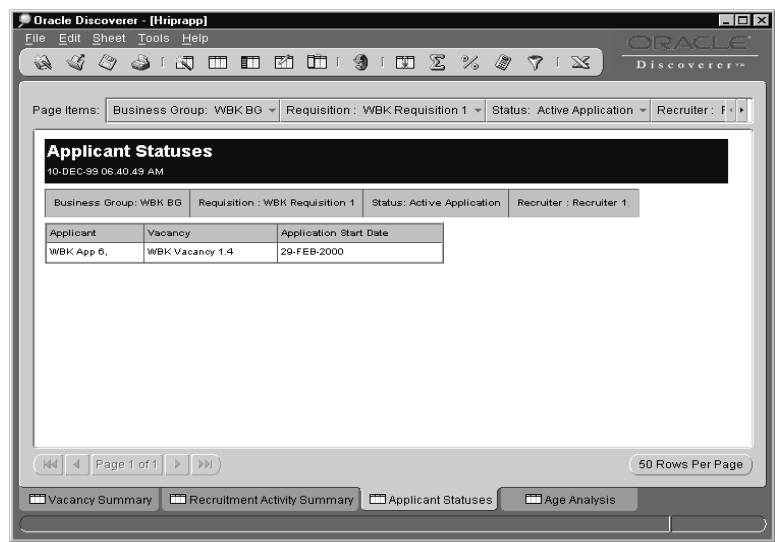 Oracle Discoverer - [Hriprapp]
File Edit Sheet Tools Help
ORACLE
Discoverer™
Page Items: Business Group: WBK BG Requisition : WBK Requisition 1 Status: Active Application Recruiter :
Applicant Statuses
10-DEC-99 06.40.49 AM
Business Group: WBK BG Requisition : WBK Requisition 1 Status: Active Application Recruiter : Recruiter 1,
Applicant Vacancy Application Start Date
WBK App 6, WBK Vacancy 1.4 29-FEB-2000
Page 1 of 1 50 Rows Per Page
Vacancy Summary Recruitment Activity Summary Applicant Statuses Age Analysis